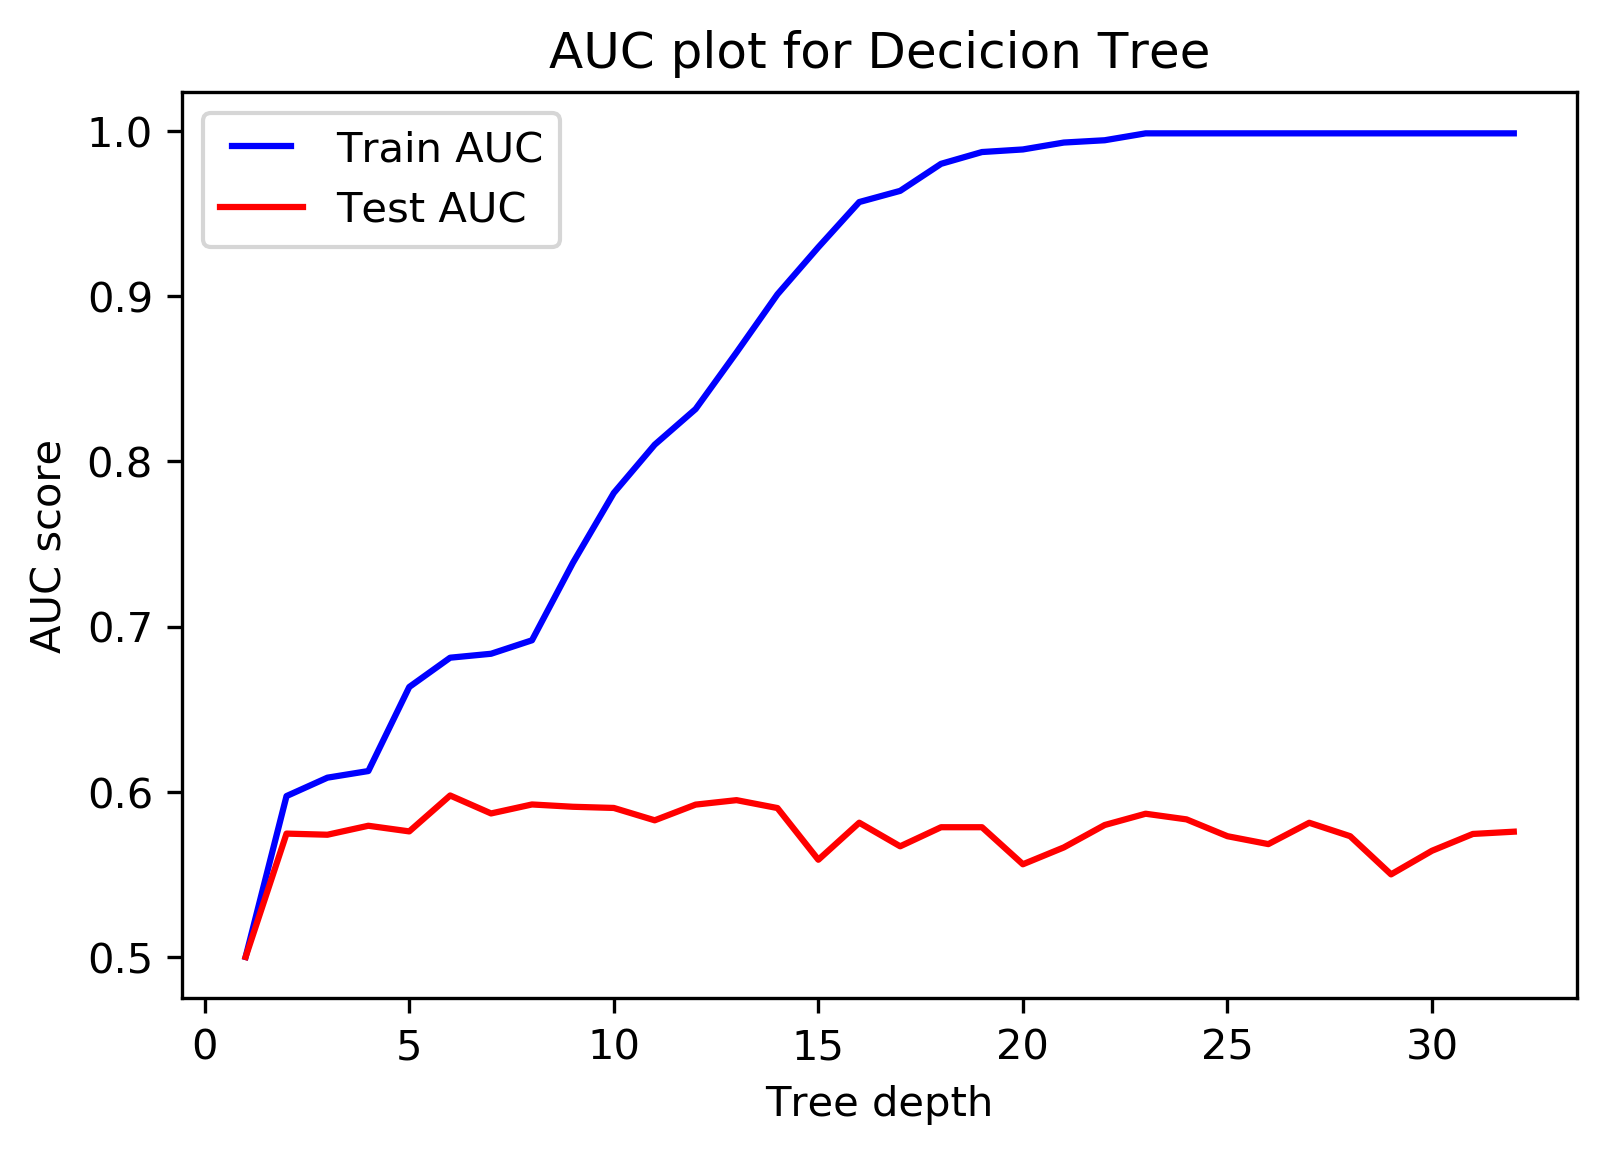 AUC plot for Decicion Tree
Train AUC
Test AUC
1.0
0.9
0.8
0.7
0.6
0.5
AUC score
0 5 10 15 20 25 30
Tree depth